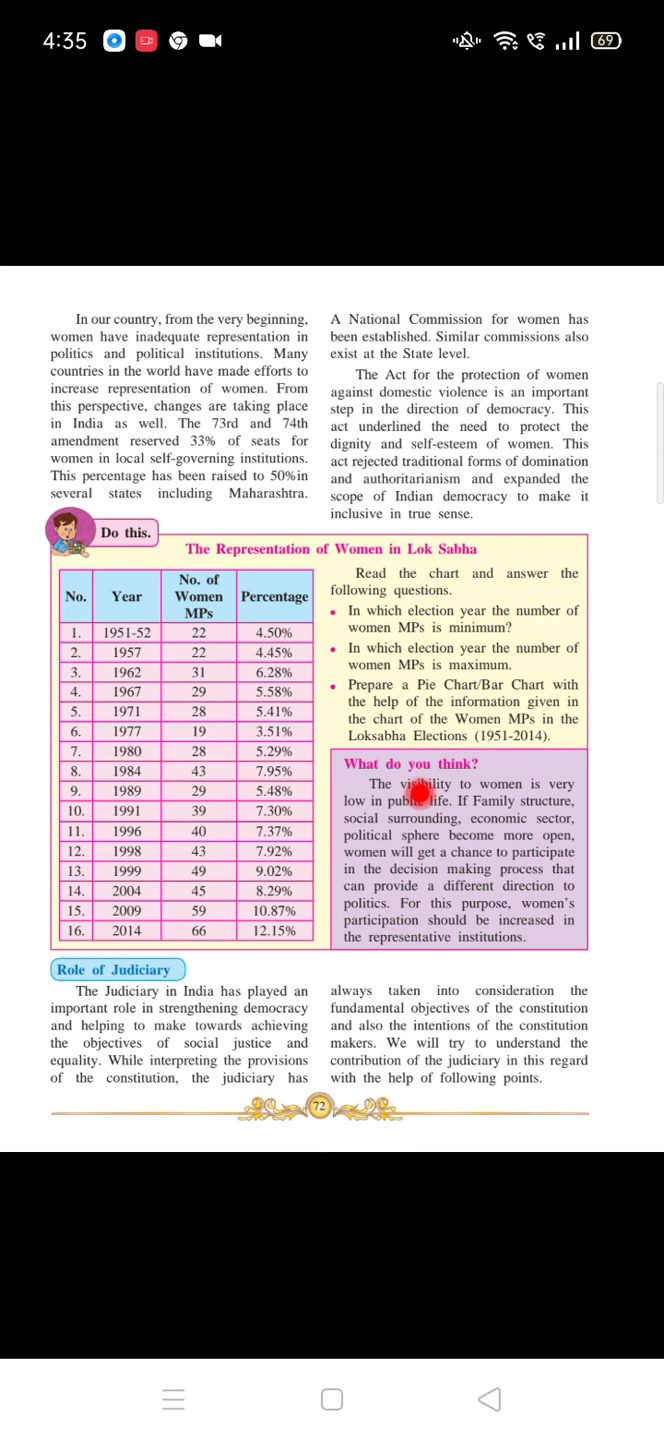 4:35
69
In our country, from the very beginning,
women have inadequate representation in
politics and political institutions. Many
countries in the world have made efforts to
increase representation of women. From
this perspective, changes are taking place
in India as well. The 73rd and 74th
amendment reserved 33% of seats for
women in local self-governing institutions.
This percentage has been raised to 50%in
several states including Maharashtra.
A National Commission for women has
been established. Similar commissions also
exist at the State level.
The Act for the protection of women
against domestic violence is an important
step in the direction of democracy. This
act underlined the need to protect the
dignity and self-esteem of women. This
act rejected traditional forms of domination
and authoritarianism and expanded the
scope of Indian democracy to make it
inclusive in true sense.
Do this.
The Representation of Women in Lok Sabha
No. Year No. of Women MPs Percentage
1. 1951-52 22 4.50%
2. 1957 22 4.45%
3. 1962 31 6.28%
4. 1967 29 5.58%
5. 1971 28 5.41%
6. 1977 19 3.51%
7. 1980 28 5.29%
8. 1984 43 7.95%
9. 1989 29 5.48%
10. 1991 39 7.30%
11. 1996 40 7.37%
12. 1998 43 7.92%
13. 1999 49 9.02%
14. 2004 45 8.29%
15. 2009 59 10.87%
16. 2014 66 12.15%
Read the chart and answer the
following questions.
• In which election year the number of
women MPs is minimum?
• In which election year the number of
women MPs is maximum.
• Prepare a Pie Chart/Bar Chart with
the help of the information given in
the chart of the Women MPs in the
Loksabha Elections (1951-2014).
What do you think?
The visibility to women is very
low in public life. If Family structure,
social surrounding, economic sector,
political sphere become more open,
women will get a chance to participate
in the decision making process that
can provide a different direction to
politics. For this purpose, women's
participation should be increased in
the representative institutions.
Role of Judiciary
The Judiciary in India has played an
important role in strengthening democracy
and helping to make towards achieving
the objectives of social justice and
equality. While interpreting the provisions
of the constitution, the judiciary has
always taken into consideration the
fundamental objectives of the constitution
and also the intentions of the constitution
makers. We will try to understand the
contribution of the judiciary in this regard
with the help of following points.
72